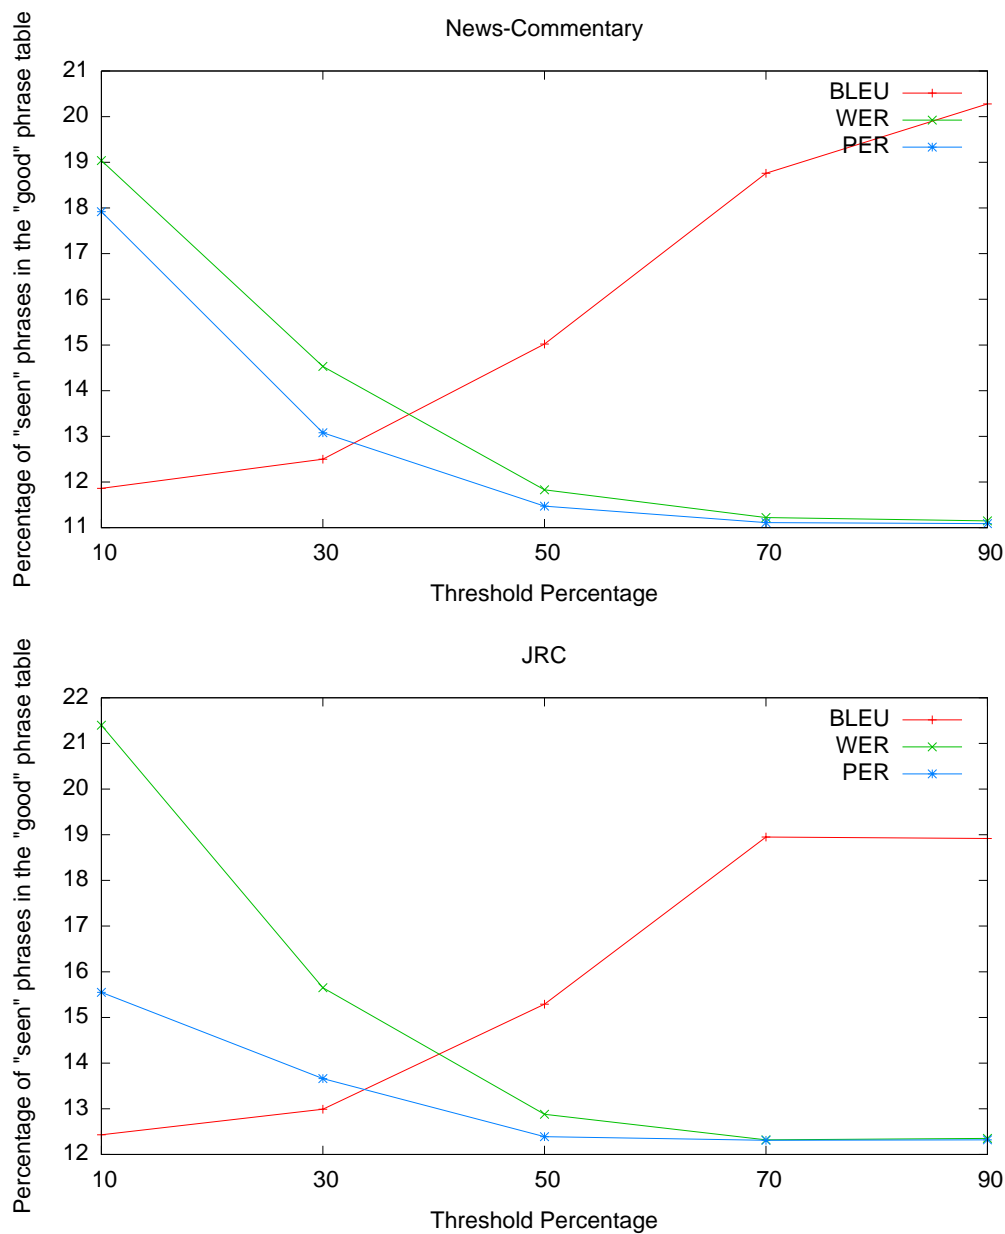 News-Commentary
Percentage of "seen" phrases in the "good" phrase table
21
20
19
18
17
16
15
14
13
12
11
BLEU
WER
PER
10 30 50 70 90
Threshold Percentage
JRC
Percentage of "seen" phrases in the "good" phrase table
22
21
20
19
18
17
16
15
14
13
12
BLEU
WER
PER
10 30 50 70 90
Threshold Percentage